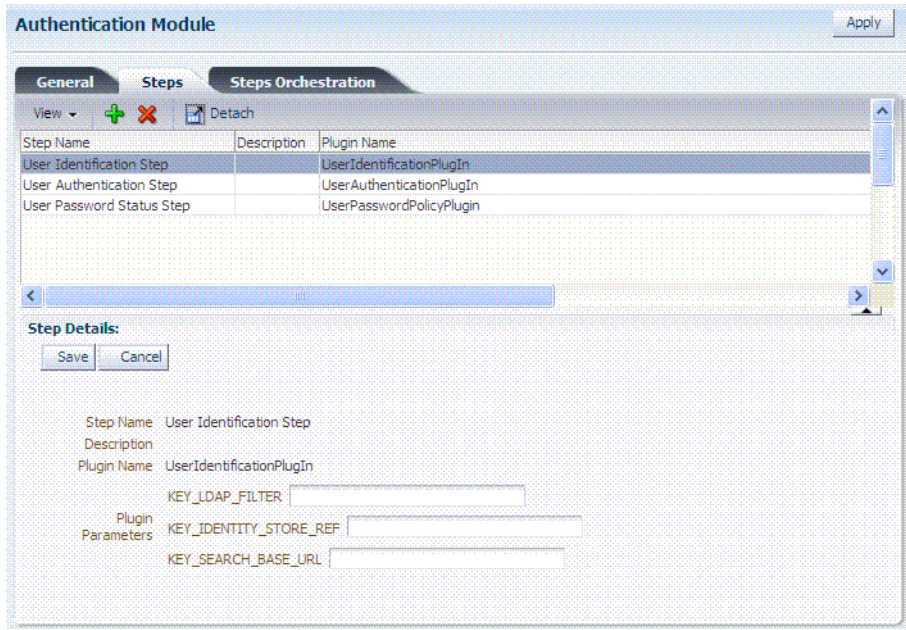 Authentication Module
Apply
General Steps Steps Orchestration
View Detach
Step Name Description Plugin Name
User Identification Step UserIdentificationPlugIn
User Authentication Step UserAuthenticationPlugIn
User Password Status Step UserPasswordPolicyPlugin
Step Details:
Save Cancel
Step Name User Identification Step
Description
Plugin Name UserIdentificationPlugIn
Plugin Parameters
KEY_LDAP_FILTER
KEY_IDENTITY_STORE_REF
KEY_SEARCH_BASE_URL